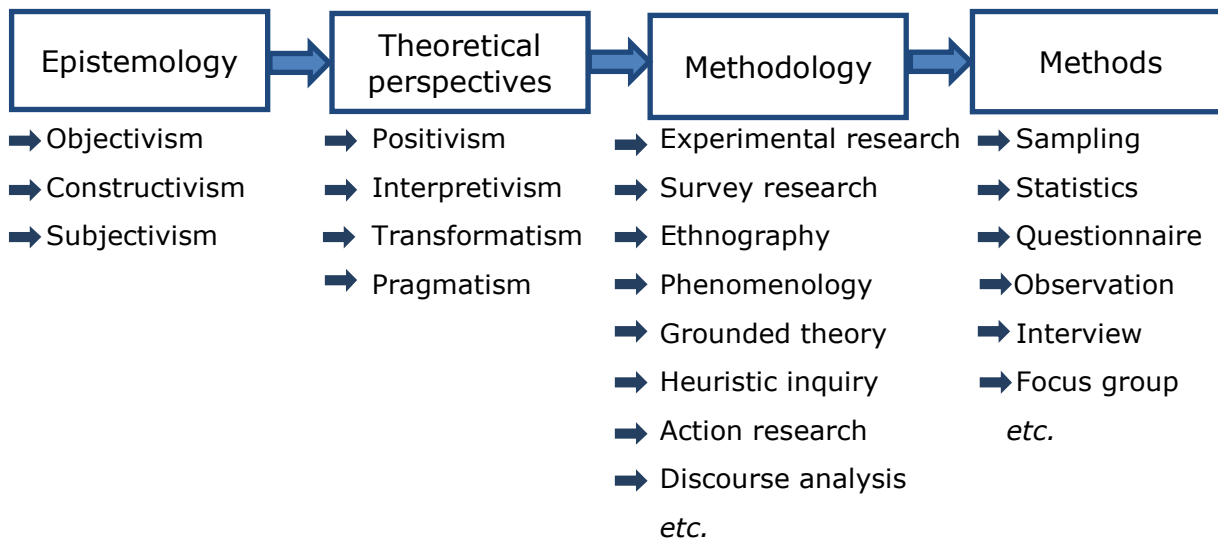 Epistemology
Theoretical
perspectives
Methodology
Methods
Objectivism
Constructivism
Subjectivism
Positivism
Interpretivism
Transformatism
Pragmatism
Experimental research
Survey research
Ethnography
Phenomenology
Grounded theory
Heuristic inquiry
Action research
Discourse analysis
etc.
Sampling
Statistics
Questionnaire
Observation
Interview
Focus group
etc.